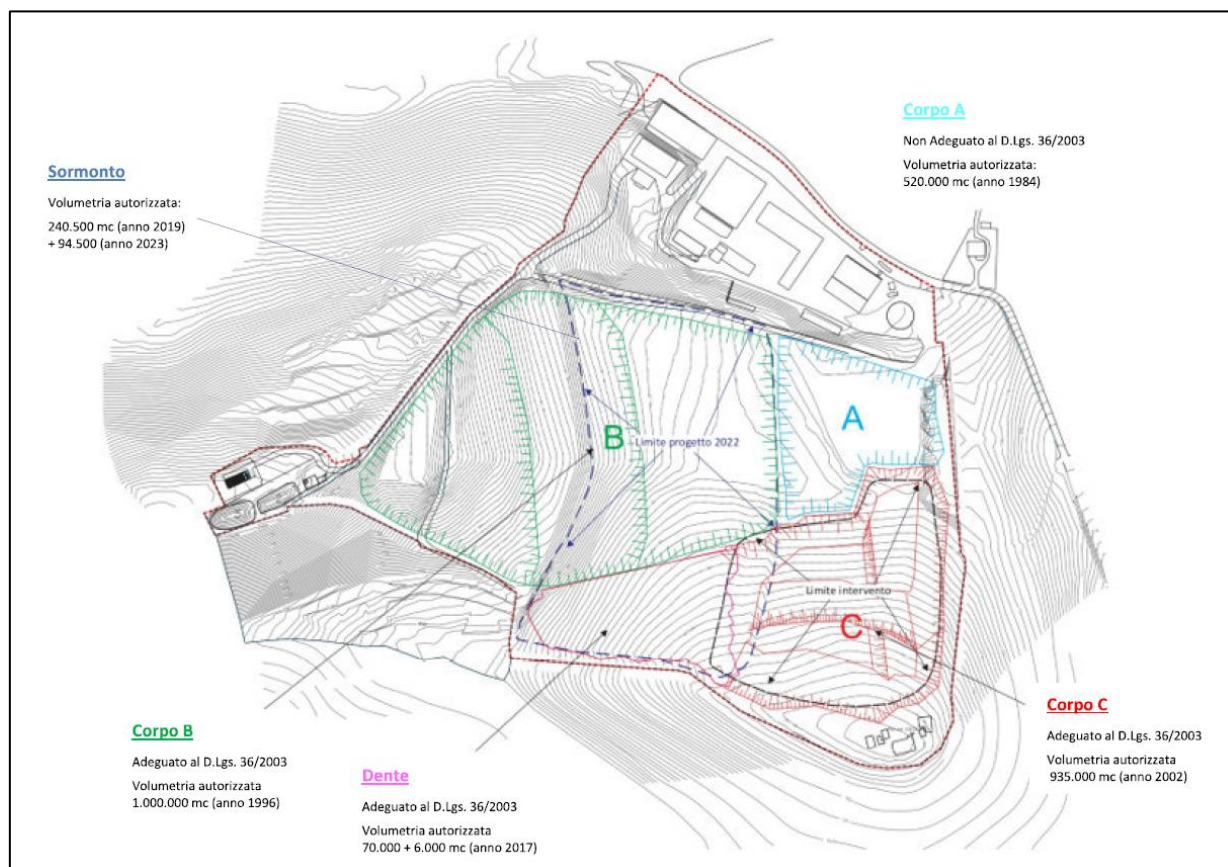 Corpo A
Non Adeguato al D.Lgs. 36/2003
Volumetria autorizzata:
520.000 mc (anno 1984)
Sormonto
Volumetria autorizzata:
240.500 mc (anno 2019)
+ 94.500 (anno 2023)
A
B
Limite progetto 2022
Limite intervento
C
Corpo B
Adeguato al D.Lgs. 36/2003
Volumetria autorizzata
1.000.000 mc (anno 1996)
Dente
Adeguato al D.Lgs. 36/2003
Volumetria autorizzata
70.000 + 6.000 mc (anno 2017)
Corpo C
Adeguato al D.Lgs. 36/2003
Volumetria autorizzata
935.000 mc (anno 2002)